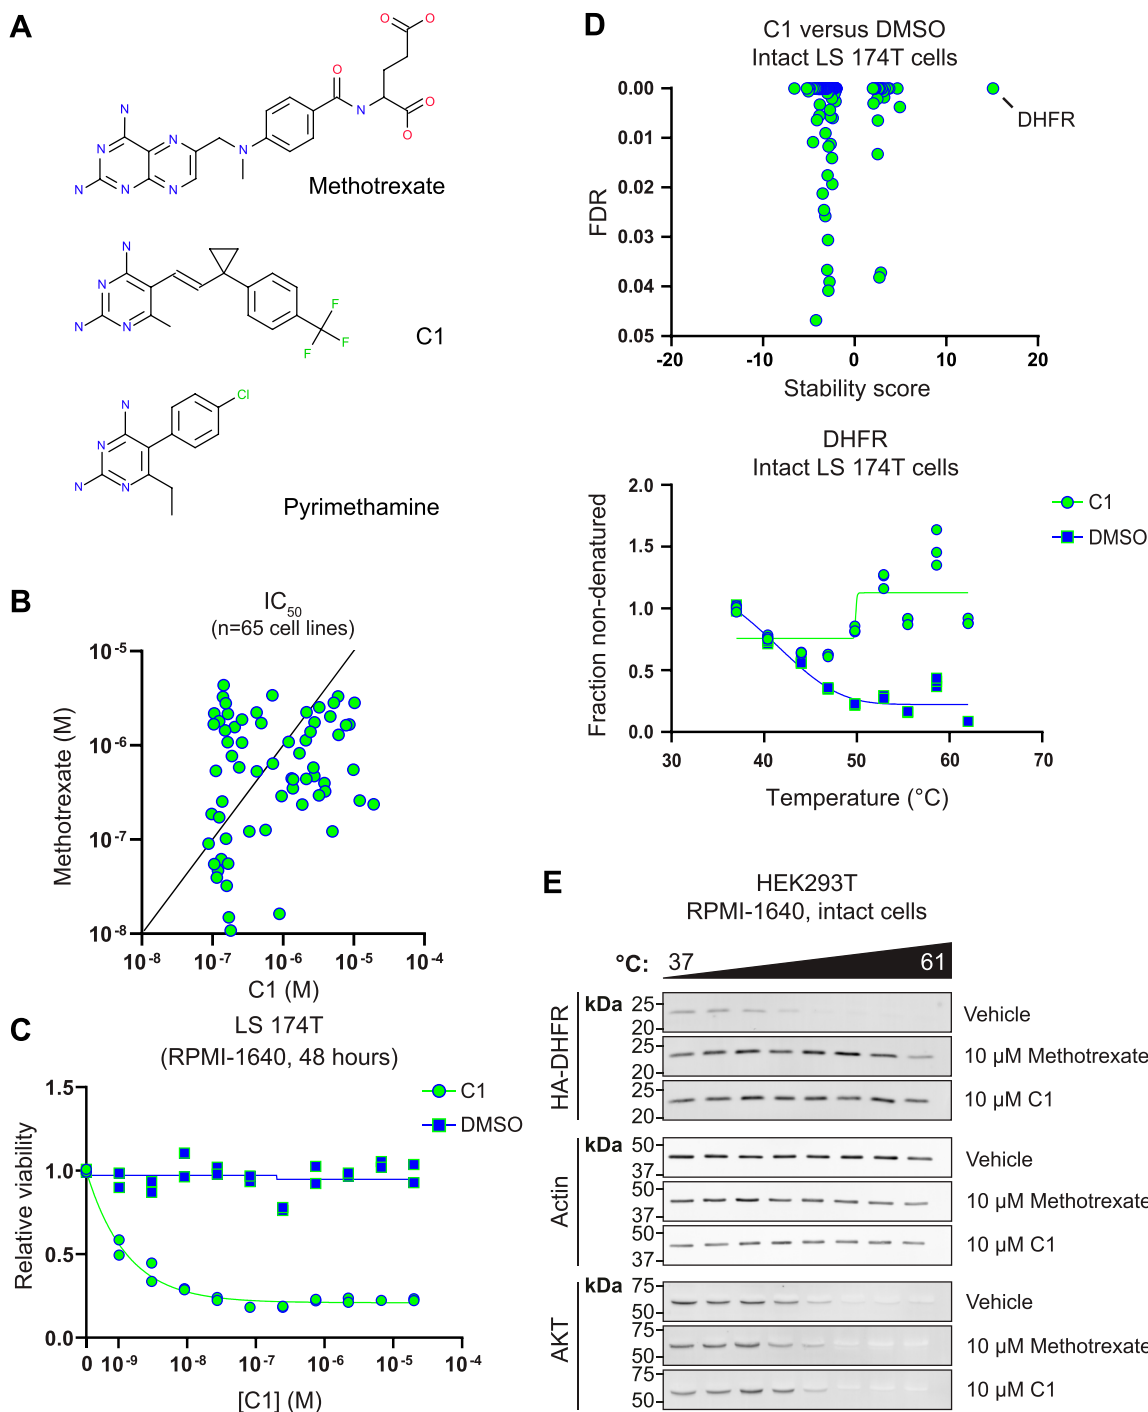 A
O
O
O
O
O
N
N
N
N
N
N
N
N
Methotrexate
N
N
N
N
F
F
F
C1
Cl
N
N
N
N
Pyrimethamine
B
IC50
(n=65 cell lines)
Methotrexate (M)
10-5
10-6
10-7
10-8
10-8
10-7
10-6
10-5
10-4
C1 (M)
C
LS 174T
(RPMI-1640, 48 hours)
Relative viability
1.5
1.0
0.5
0.0
C1
DMSO
0
10-9
10-8
10-7
10-6
10-5
10-4
[C1] (M)
D
C1 versus DMSO
Intact LS 174T cells
FDR
0.00
0.01
0.02
0.03
0.04
0.05
DHFR
-20
-10
0
10
20
Stability score
DHFR
Intact LS 174T cells
Fraction non-denatured
2.0
1.5
1.0
0.5
0.0
C1
DMSO
30
40
50
60
70
Temperature (°C)
E
HEK293T
RPMI-1640, intact cells
°C:
37
61
HA-DHFR
kDa
25
20
Vehicle
25
20
10 µM Methotrexate
25
20
10 µM C1
Actin
kDa
50
37
Vehicle
50
37
10 µM Methotrexate
50
37
10 µM C1
AKT
kDa
75
50
Vehicle
75
50
10 µM Methotrexate
75
50
10 µM C1